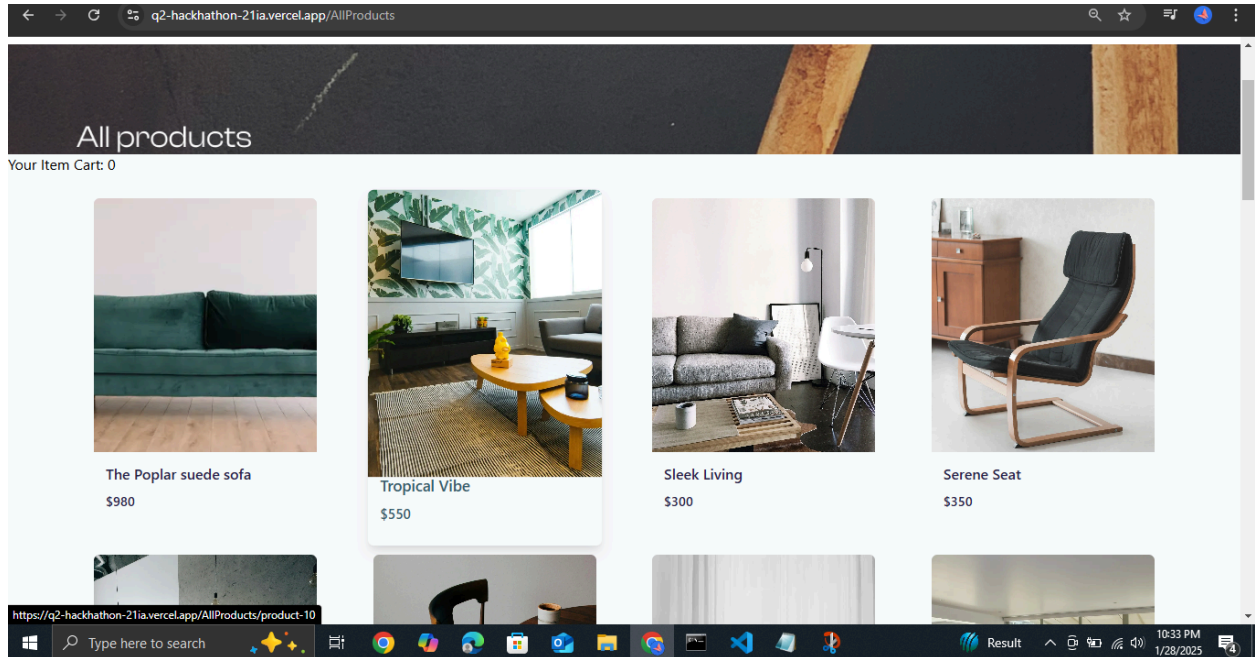 q2-hackhathon-21ia.vercel.app/AllProducts
All products
Your Item Cart: 0
The Poplar suede sofa
$980
Tropical Vibe
$550
Sleek Living
$300
Serene Seat
$350
https://q2-hackhathon-21ia.vercel.app/AllProducts/product-10
Type here to search
Result
10:33 PM
1/28/2025
4